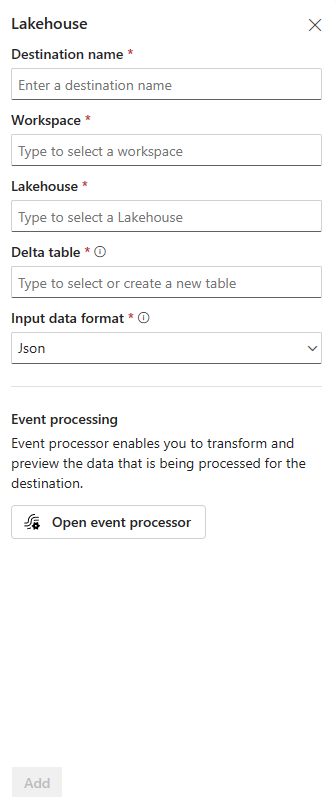 Lakehouse
Destination name *
Enter a destination name
Workspace *
Type to select a workspace
Lakehouse *
Type to select a Lakehouse
Delta table *
Type to select or create a new table
Input data format *
Json
Event processing
Event processor enables you to transform and
preview the data that is being processed for the
destination.
Open event processor
Add